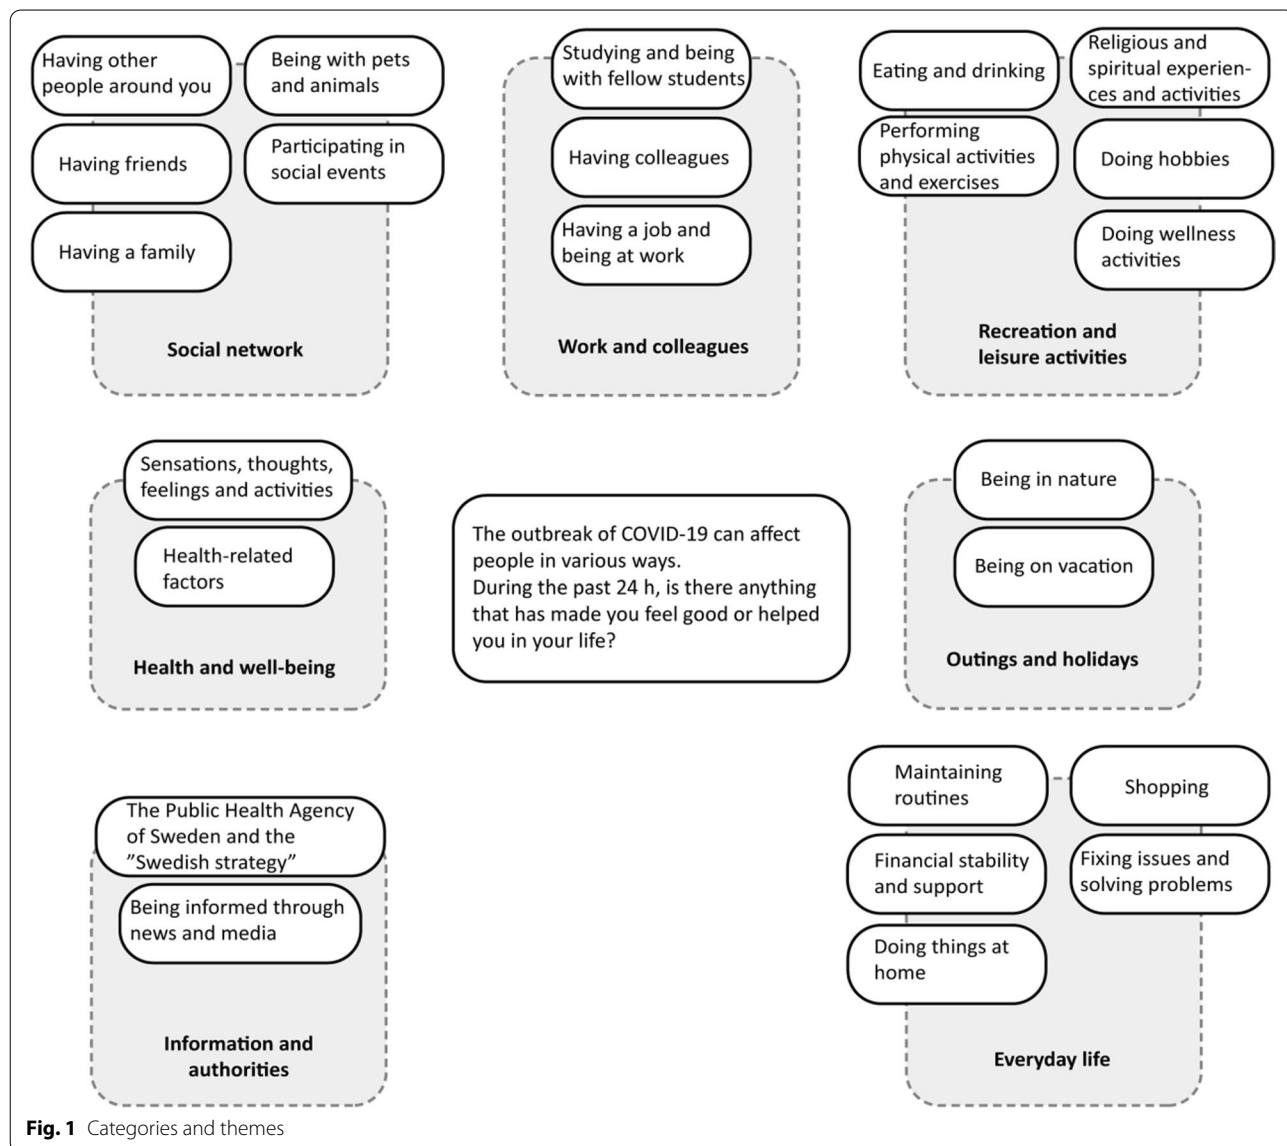 Having other
people around you
Being with pets
and animals
Having friends
Participating in
social events
Having a family
Social network
Studying and being
with fellow students
Having colleagues
Having a job and
being at work
Work and colleagues
Eating and drinking
Religious and
spiritual experien-
ces and activities
Performing
physical activities
and exercises
Doing hobbies
Doing wellness
activities
Recreation and
leisure activities
Sensations, thoughts,
feelings and activities
Health-related
factors
Health and well-being
The outbreak of COVID-19 can affect
people in various ways.
During the past 24 h, is there anything
that has made you feel good or helped
you in your life?
Being in nature
Being on vacation
Outings and holidays
The Public Health Agency
of Sweden and the
”Swedish strategy”
Being informed through
news and media
Information and
authorities
Maintaining
routines
Shopping
Financial stability
and support
Fixing issues and
solving problems
Doing things at
home
Everyday life
Fig. 1 Categories and themes